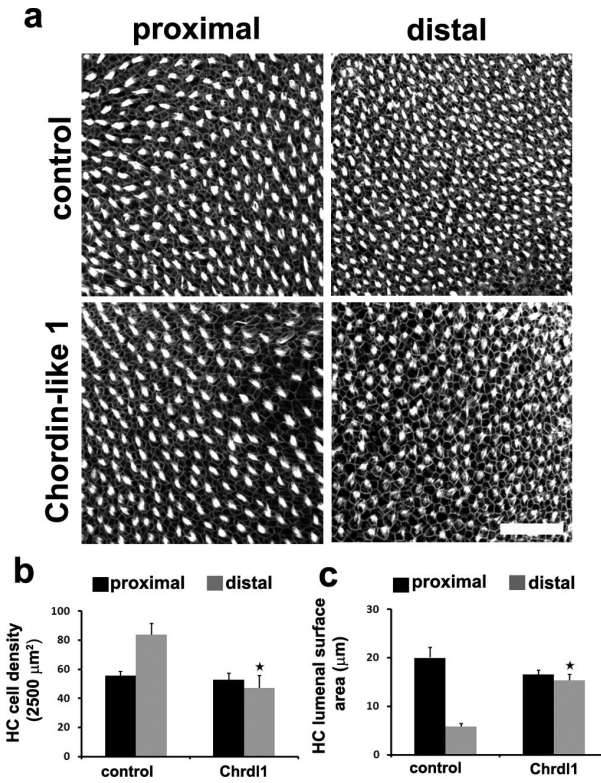 a
proximal distal
control
Chordin-like 1
b
proximal distal
HC cell density
(2500 µm²)
100
80
60
40
20
0
★
control Chrdl1
c
proximal distal
HC lumenal surface
area (µm)
30
20
10
0
★
control Chrdl1